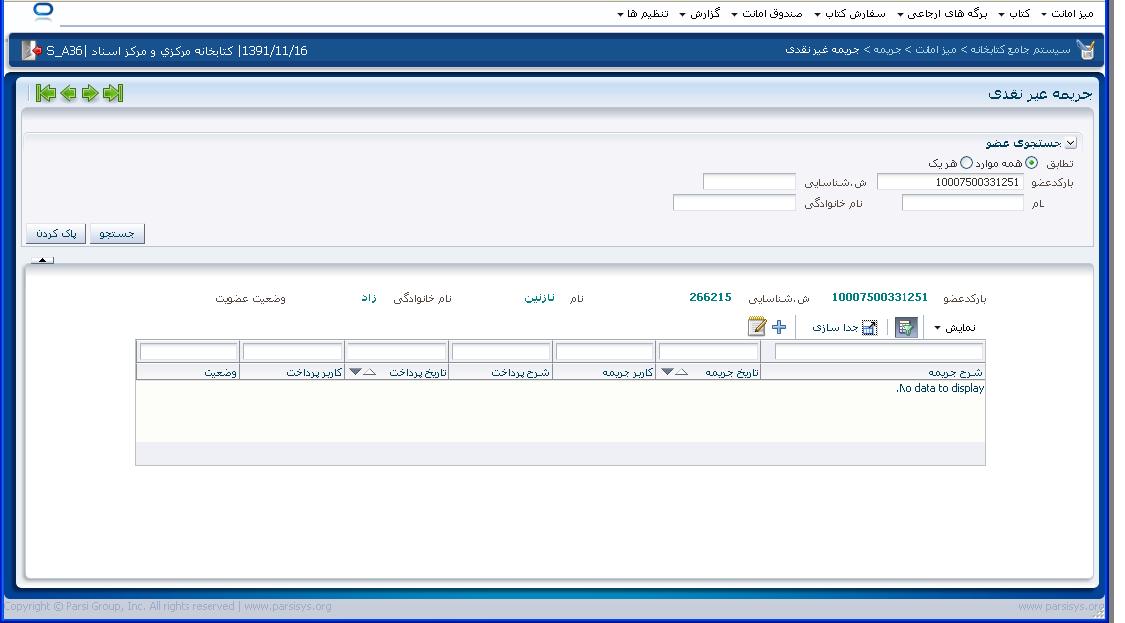 میز امانت کتاب برگه های ارجاعی سفارش کتاب صندوق امانت گزارش تنظیم ها
سیستم جامع کتابخانه > میز امانت > جریمه > جریمه غیر نقدی
1391/11/16| کتابخانه مرکزي و مرکز اسناد |S_A36
جریمه غیر نقدی
جستجوی عضو
تطابق همه موارد هر یک
بارکدعضو 10007500331251 ش.شناسایی
نام نام خانوادگی
جستجو پاک کردن
بارکدعضو 10007500331251 ش.شناسایی 266215 نام نازنین نام خانوادگی زاد وضعیت عضویت
نمایش جدا سازی
شرح جریمه تاریخ جریمه کاربر جریمه شرح پرداخت تاریخ پرداخت کاربر پرداخت وضعیت
No data to display.
Copyright © Parsi Group, Inc. All rights reserved | www.parsisys.org
www.parsisys.org